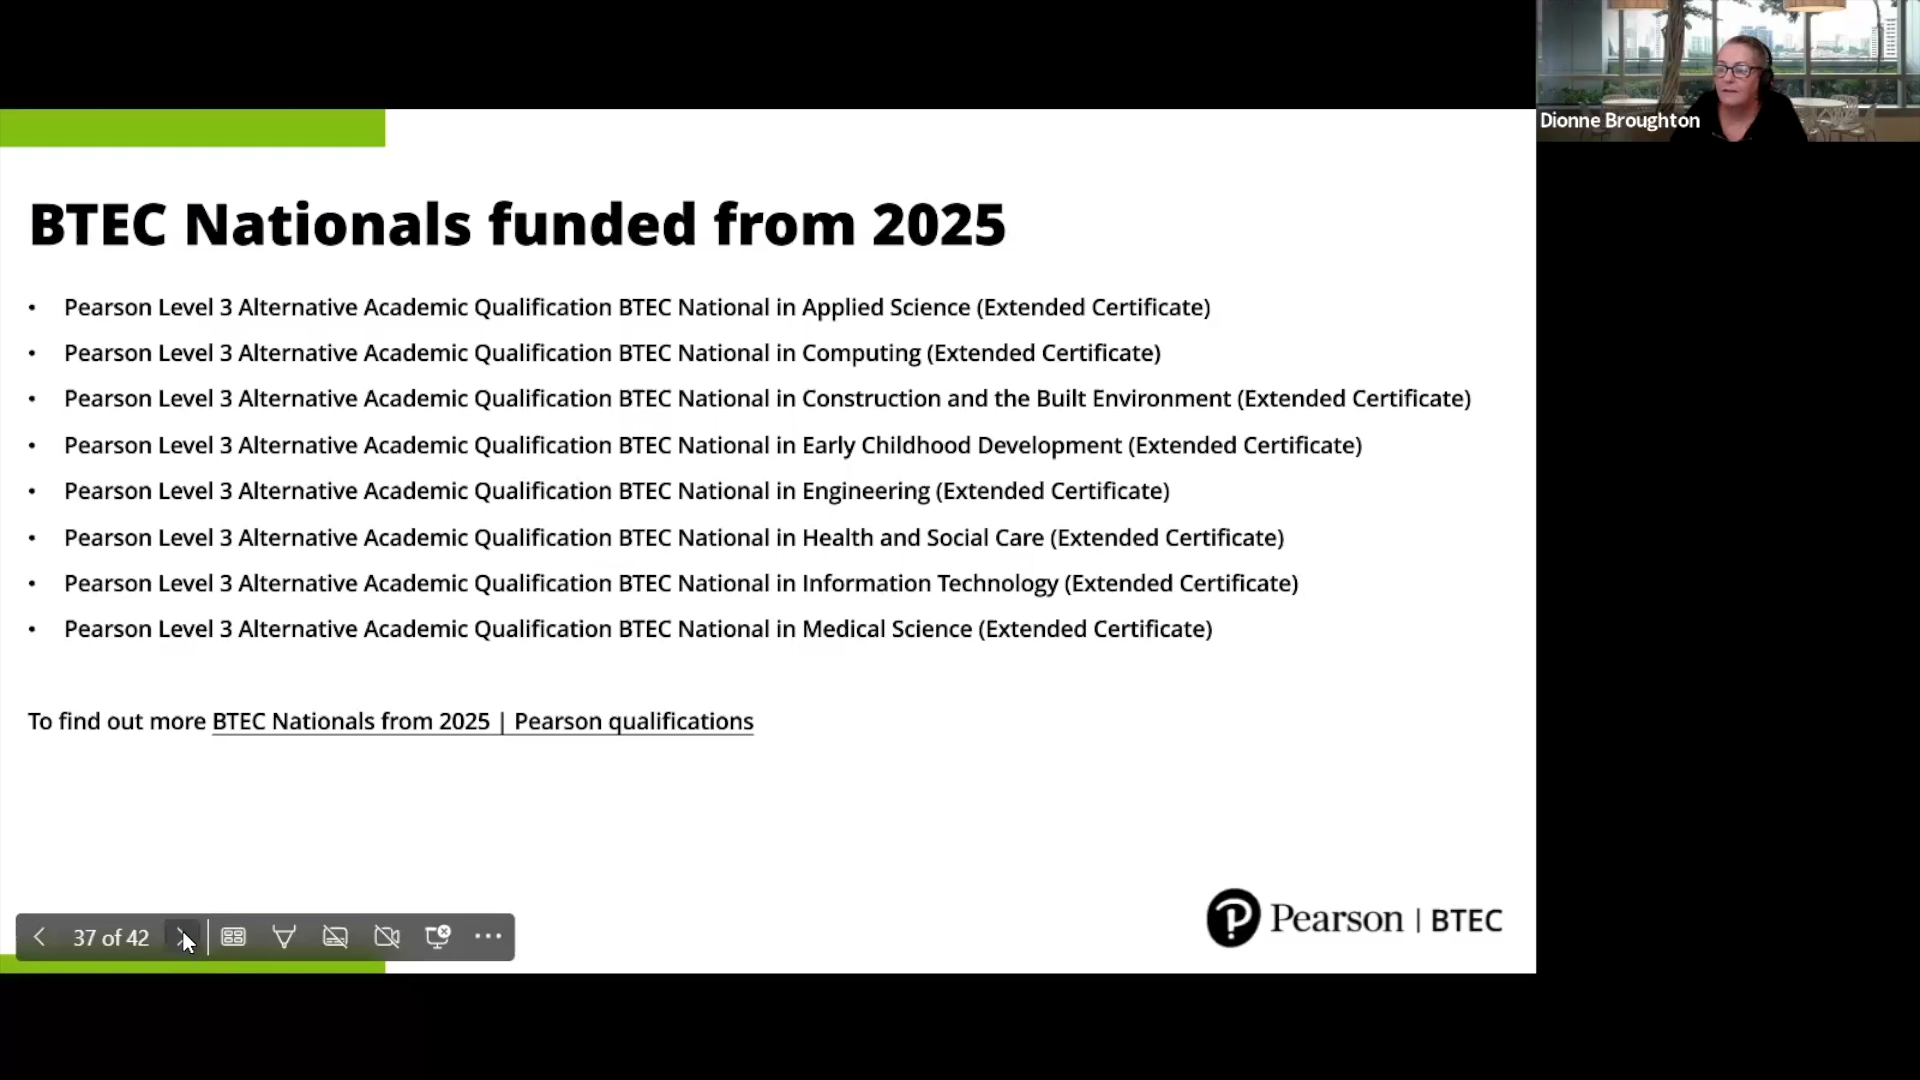 Dionne Broughton
BTEC Nationals funded from 2025
• Pearson Level 3 Alternative Academic Qualification BTEC National in Applied Science (Extended Certificate)
• Pearson Level 3 Alternative Academic Qualification BTEC National in Computing (Extended Certificate)
• Pearson Level 3 Alternative Academic Qualification BTEC National in Construction and the Built Environment (Extended Certificate)
• Pearson Level 3 Alternative Academic Qualification BTEC National in Early Childhood Development (Extended Certificate)
• Pearson Level 3 Alternative Academic Qualification BTEC National in Engineering (Extended Certificate)
• Pearson Level 3 Alternative Academic Qualification BTEC National in Health and Social Care (Extended Certificate)
• Pearson Level 3 Alternative Academic Qualification BTEC National in Information Technology (Extended Certificate)
• Pearson Level 3 Alternative Academic Qualification BTEC National in Medical Science (Extended Certificate)
To find out more BTEC Nationals from 2025 | Pearson qualifications
37 of 42
Pearson | BTEC